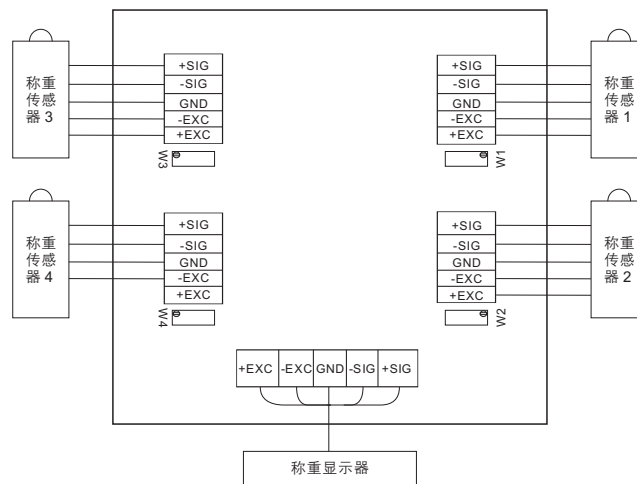 称重
传感
器 3
+SIG
-SIG
GND
-EXC
+EXC
W3
+SIG
-SIG
GND
-EXC
+EXC
W1
称重
传感
器 1
称重
传感
器 4
+SIG
-SIG
GND
-EXC
+EXC
W4
+SIG
-SIG
GND
-EXC
+EXC
W2
称重
传感
器 2
+EXC -EXC GND -SIG +SIG
称重显示器